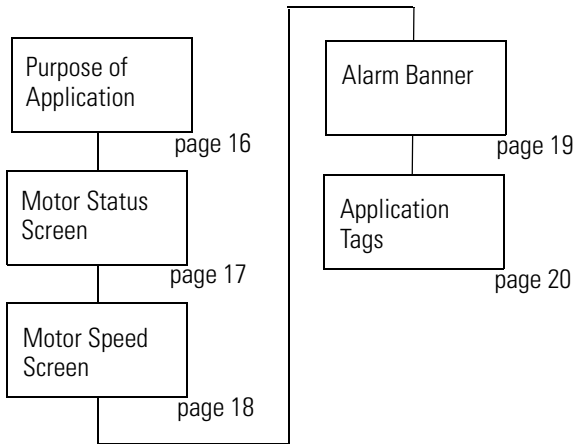 Purpose of
Application
page 16
Motor Status
Screen
page 17
Motor Speed
Screen
page 18
Alarm Banner
page 19
Application
Tags
page 20